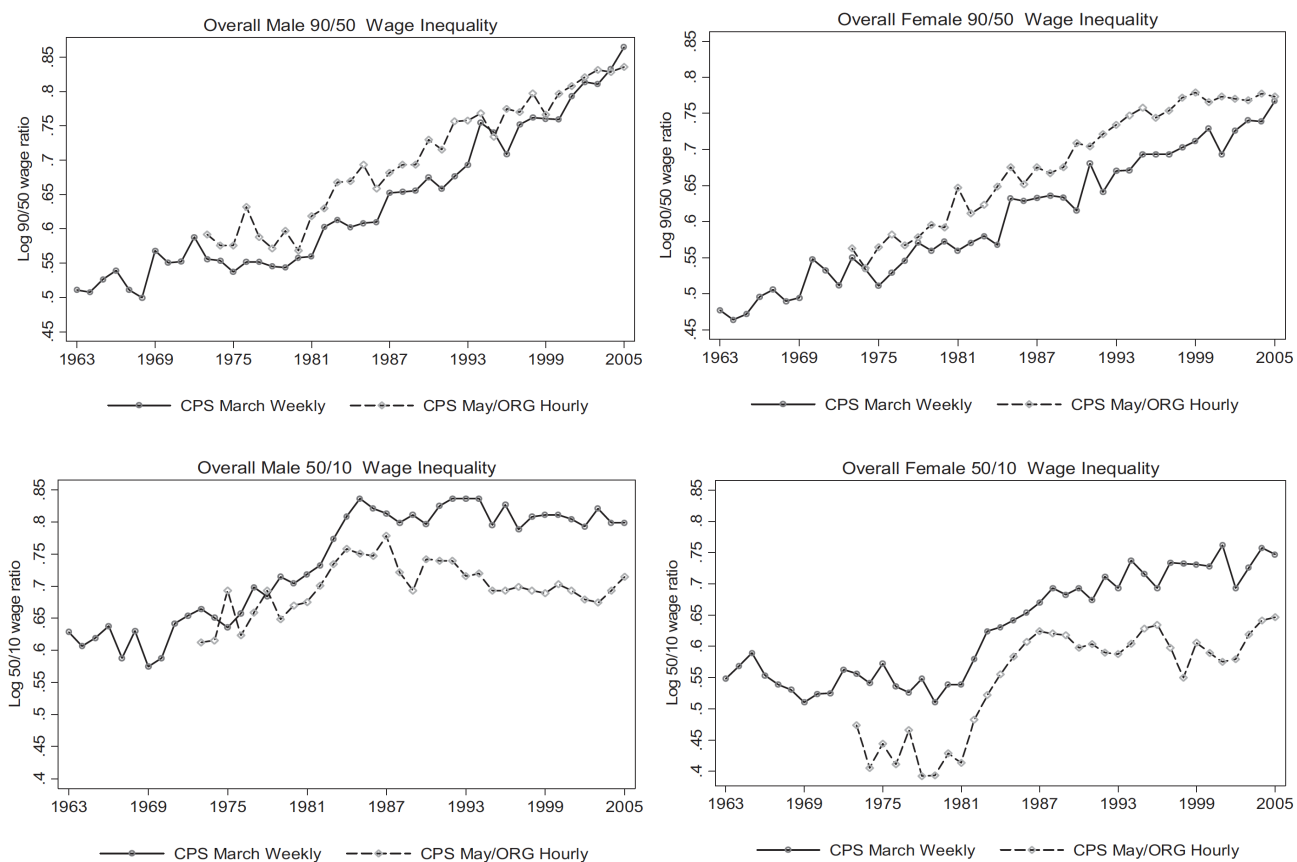 Overall Male 90/50 Wage Inequality
Log 90/50 wage ratio
.85
.8
.75
.7
.65
.6
.55
.5
.45
1963 1969 1975 1981 1987 1993 1999 2005
CPS March Weekly CPS May/ORG Hourly
Overall Female 90/50 Wage Inequality
Log 90/50 wage ratio
.85
.8
.75
.7
.65
.6
.55
.5
.45
1963 1969 1975 1981 1987 1993 1999 2005
CPS March Weekly CPS May/ORG Hourly
Overall Male 50/10 Wage Inequality
Log 50/10 wage ratio
.85
.8
.75
.7
.65
.6
.55
.5
.45
.4
1963 1969 1975 1981 1987 1993 1999 2005
CPS March Weekly CPS May/ORG Hourly
Overall Female 50/10 Wage Inequality
Log 50/10 wage ratio
.85
.8
.75
.7
.65
.6
.55
.5
.45
.4
1963 1969 1975 1981 1987 1993 1999 2005
CPS March Weekly CPS May/ORG Hourly